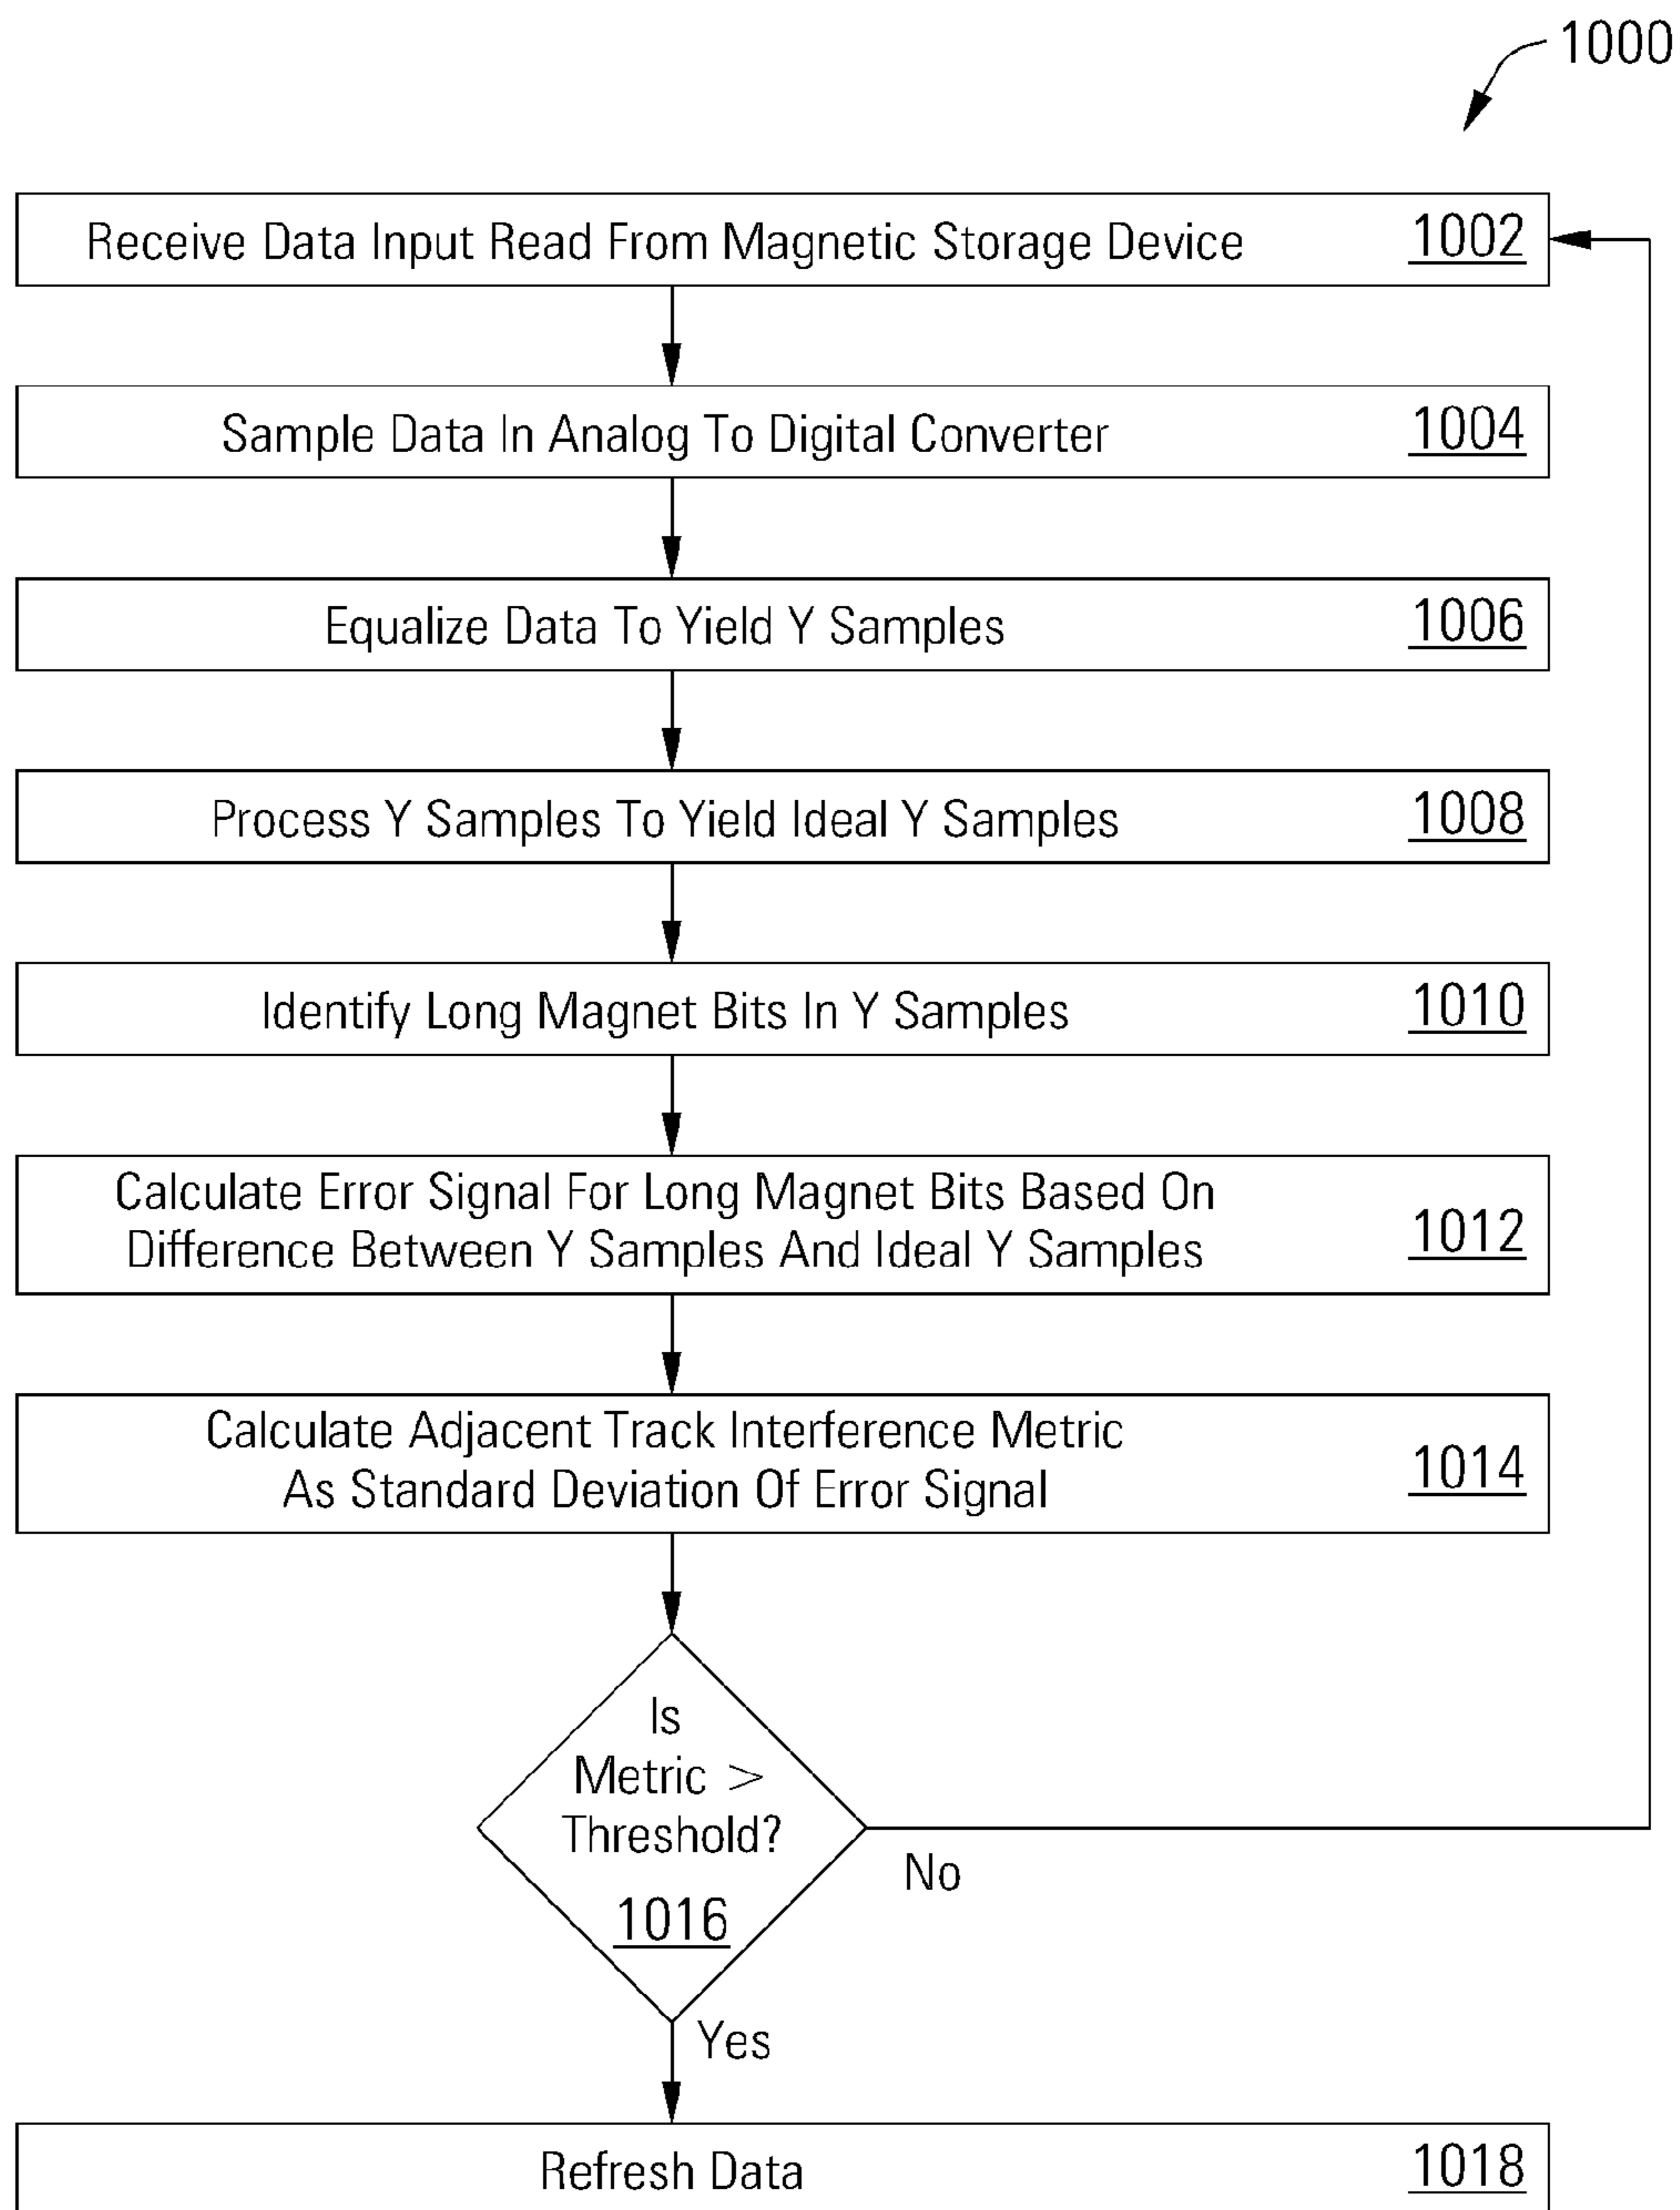 1000
Receive Data Input Read From Magnetic Storage Device 1002
Sample Data In Analog To Digital Converter 1004
Equalize Data To Yield Y Samples 1006
Process Y Samples To Yield Ideal Y Samples 1008
Identify Long Magnet Bits In Y Samples 1010
Calculate Error Signal For Long Magnet Bits Based On
Difference Between Y Samples And Ideal Y Samples 1012
Calculate Adjacent Track Interference Metric
As Standard Deviation Of Error Signal 1014
Is
Metric >
Threshold?
1016
No
Yes
Refresh Data 1018